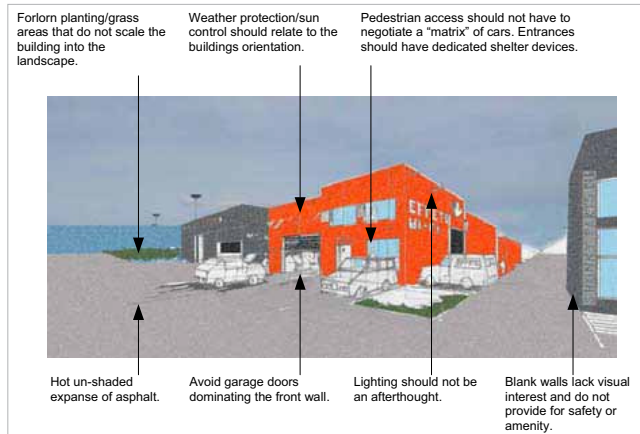 Forlorn planting/grass
areas that do not scale the
building into the
landscape.
Weather protection/sun
control should relate to the
buildings orientation.
Pedestrian access should not have to
negotiate a “matrix” of cars. Entrances
should have dedicated shelter devices.
Hot un-shaded
expanse of asphalt.
Avoid garage doors
dominating the front wall.
Lighting should not be
an afterthought.
Blank walls lack visual
interest and do not
provide for safety or
amenity.